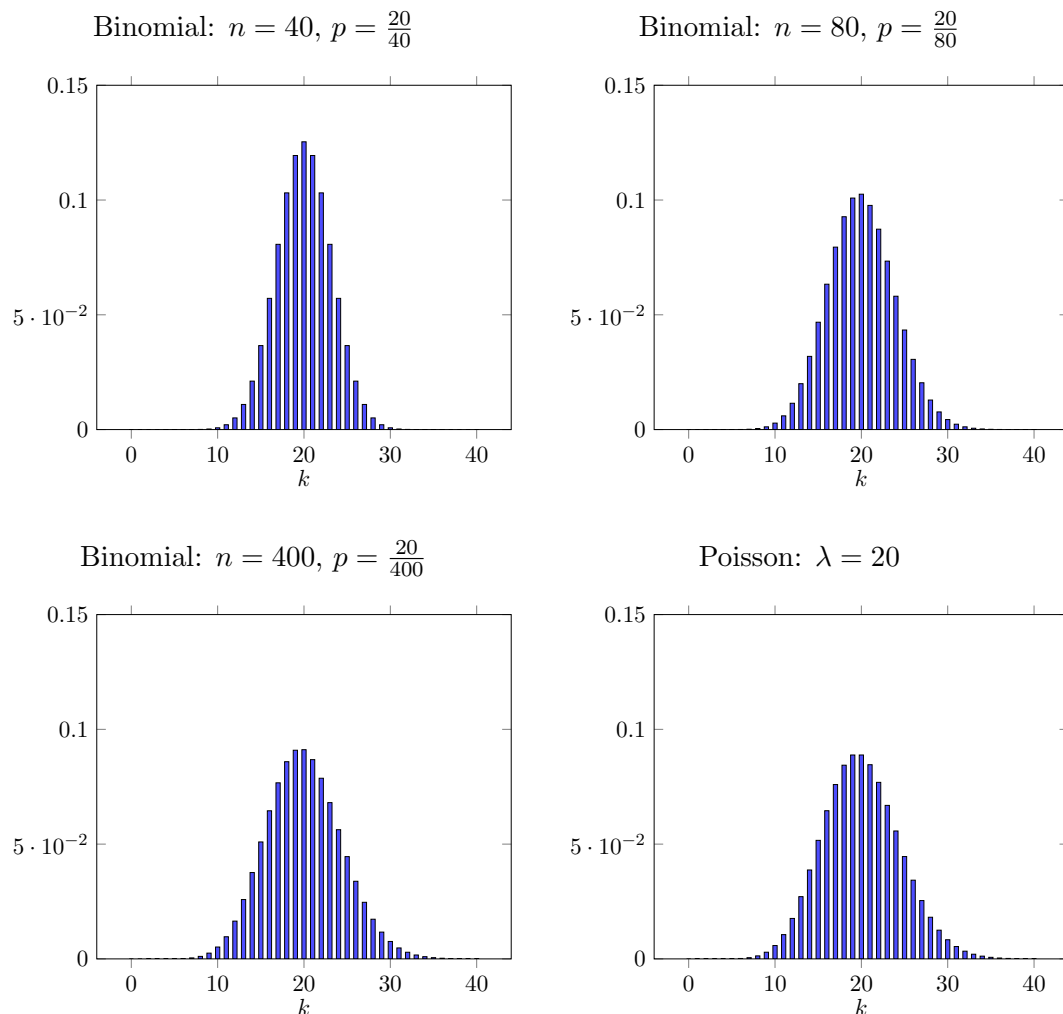 Binomial: n = 40, p = 20/40
0.15
0.1
5 · 10⁻²
0
0 10 20 30 40
k
Binomial: n = 80, p = 20/80
0.15
0.1
5 · 10⁻²
0
0 10 20 30 40
k
Binomial: n = 400, p = 20/400
0.15
0.1
5 · 10⁻²
0
0 10 20 30 40
k
Poisson: λ = 20
0.15
0.1
5 · 10⁻²
0
0 10 20 30 40
k